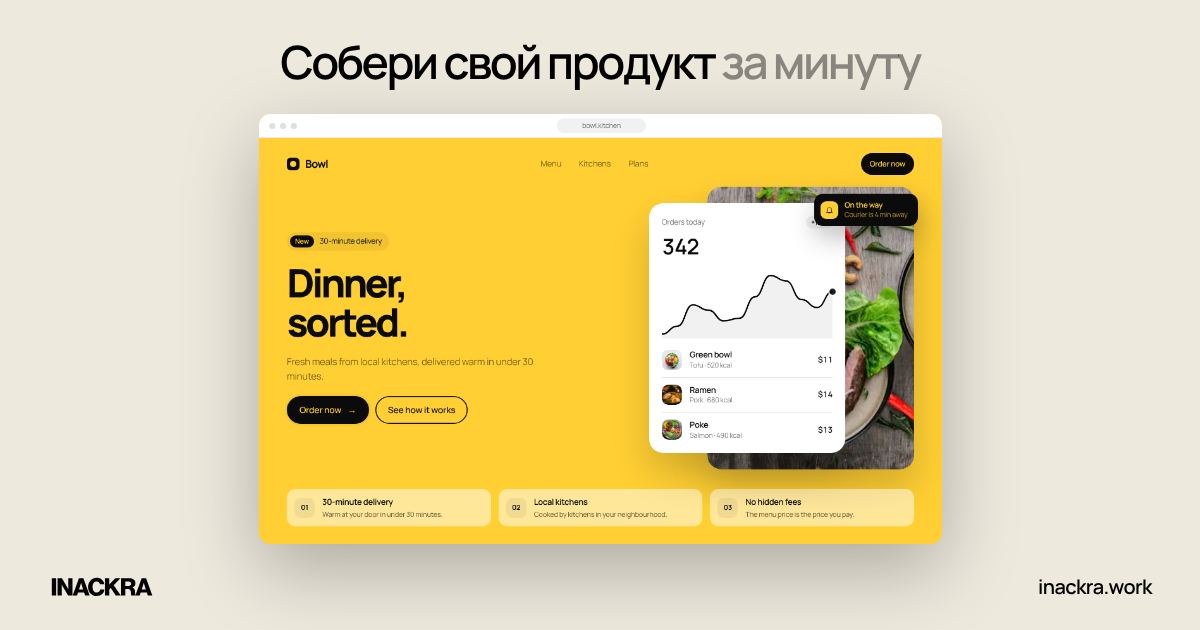 Собери свой продукт за минуту
bowl.kitchen
Bowl
Menu
Kitchens
Plans
Order now
On the way
Courier is 4 min away
New
30-minute delivery
Dinner,
sorted.
Fresh meals from local kitchens, delivered warm in under 30
minutes.
Order now →
See how it works
Orders today
342
Green bowl
Tofu · 520 kcal
$11
Ramen
Pork · 680 kcal
$14
Poke
Salmon · 490 kcal
$13
01
30-minute delivery
Warm at your door in under 30 minutes.
02
Local kitchens
Cooked by kitchens in your neighbourhood.
03
No hidden fees
The menu price is the price you pay.
INACKRA
inackra.work